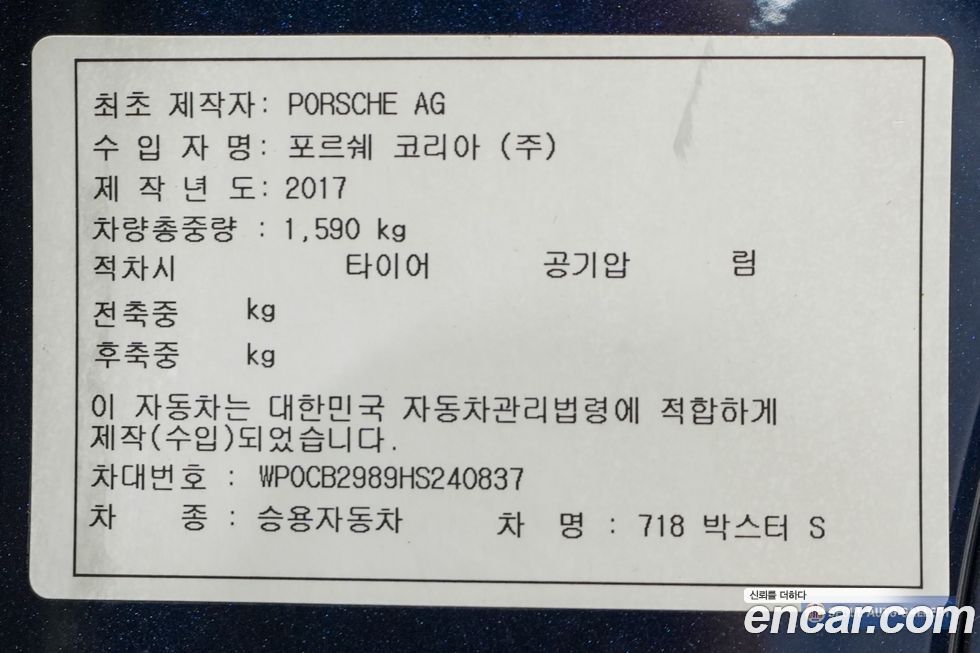 최초 제작자: PORSCHE AG
수 입 자 명: 포르쉐 코리아 (주)
제 작 년 도: 2017
차량총중량 : 1,590 kg
적차시 타이어 공기압 림
전축중 kg
후축중 kg
이 자동차는 대한민국 자동차관리법령에 적합하게
제작(수입)되었습니다.
차대번호 : WP0CB2989HS240837
차 종 : 승용자동차 차 명 : 718 박스터 S
신뢰를 더하다
encar.com